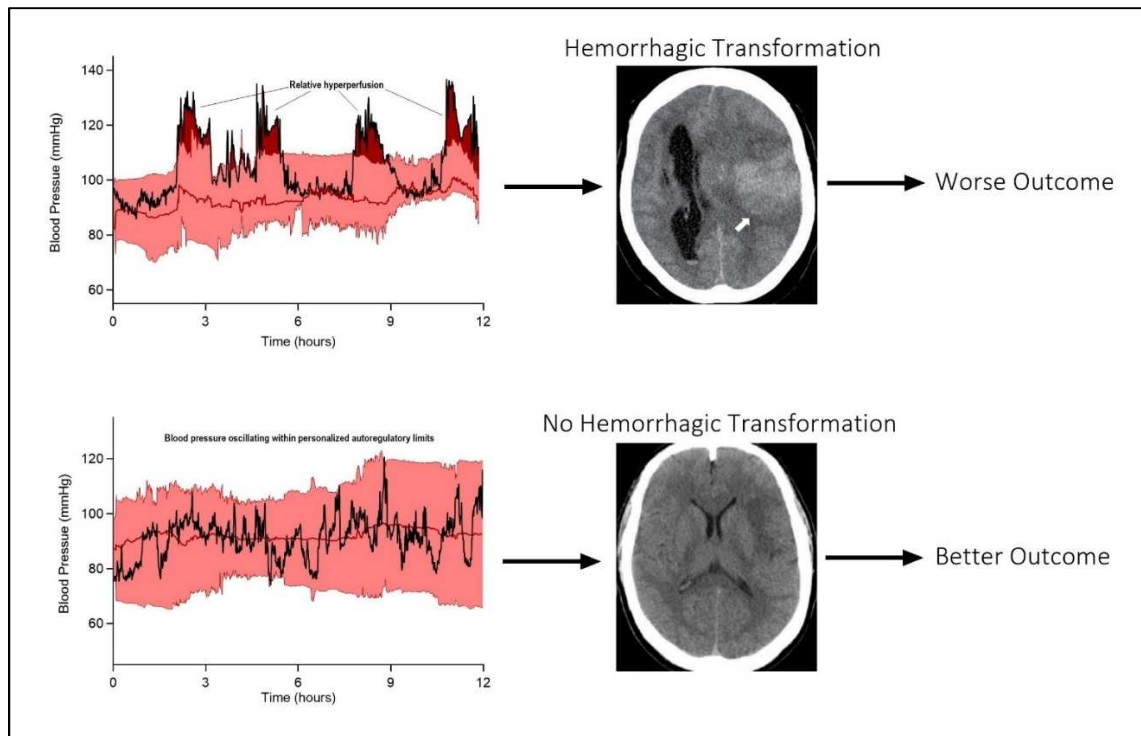 Hemorrhagic Transformation
140
120
100
80
60
Blood Pressure (mmHg)
Relative hyperperfusion
0 3 6 9 12
Time (hours)
Worse Outcome
No Hemorrhagic Transformation
120
100
80
60
Blood Pressue (mmHg)
Blood pressure oscillating within personalized autoregulatory limits
0 3 6 9 12
Time (hours)
Better Outcome